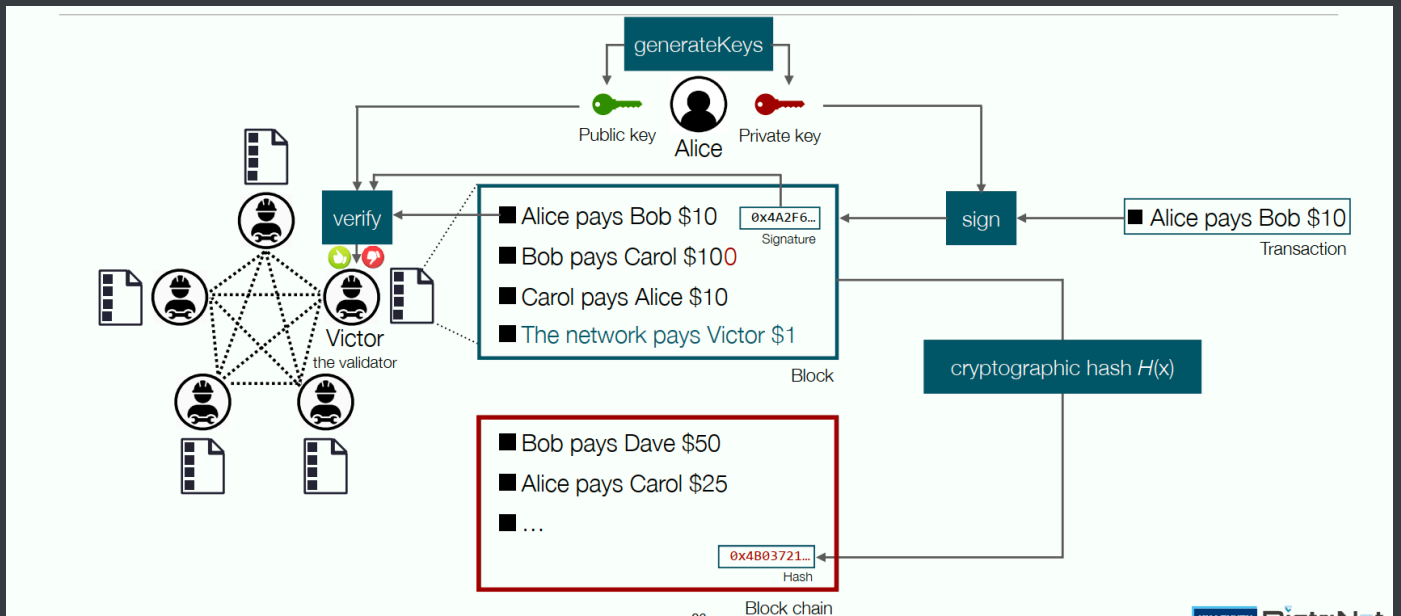 generateKeys
Public key
Alice
Private key
verify
Alice pays Bob $10
0x4A2F6…
Signature
sign
Alice pays Bob $10
Transaction
Bob pays Carol $100
Carol pays Alice $10
The network pays Victor $1
Victor
the validator
Block
cryptographic hash H(x)
Bob pays Dave $50
Alice pays Carol $25
…
0x4B03721…
Hash
Block chain